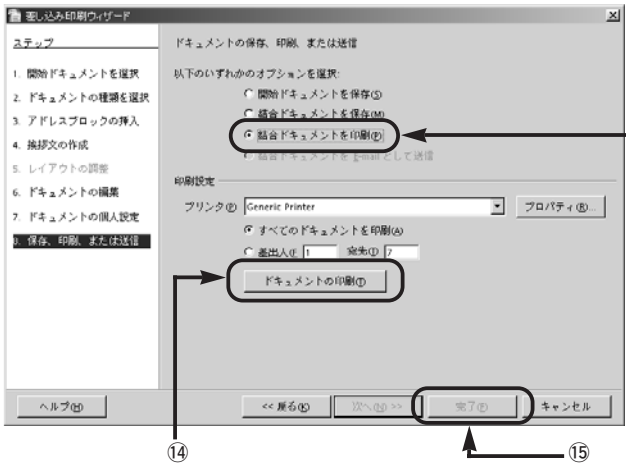 差し込み印刷ウィザード
ステップ
1. 開始ドキュメントを選択
2. ドキュメントの種類を選択
3. アドレスブロックの挿入
4. 挨拶文の作成
5. レイアウトの調整
6. ドキュメントの編集
7. ドキュメントの個人設定
8. 保存、印刷、または送信
ドキュメントの保存、印刷、または送信
以下のいずれかのオプションを選択:
開始ドキュメントを保存(S)
結合ドキュメントを保存(M)
結合ドキュメントを印刷(P)
結合ドキュメントを E-mail として送信
印刷設定
プリンタ(P) Generic Printer プロパティ(R)...
すべてのドキュメントを印刷(A)
差出人(F) 1 宛先(T) 7
ドキュメントの印刷(T)
ヘルプ(H) << 戻る(K) 次へ(N) >> 完了(F) キャンセル
⑭ ⑮